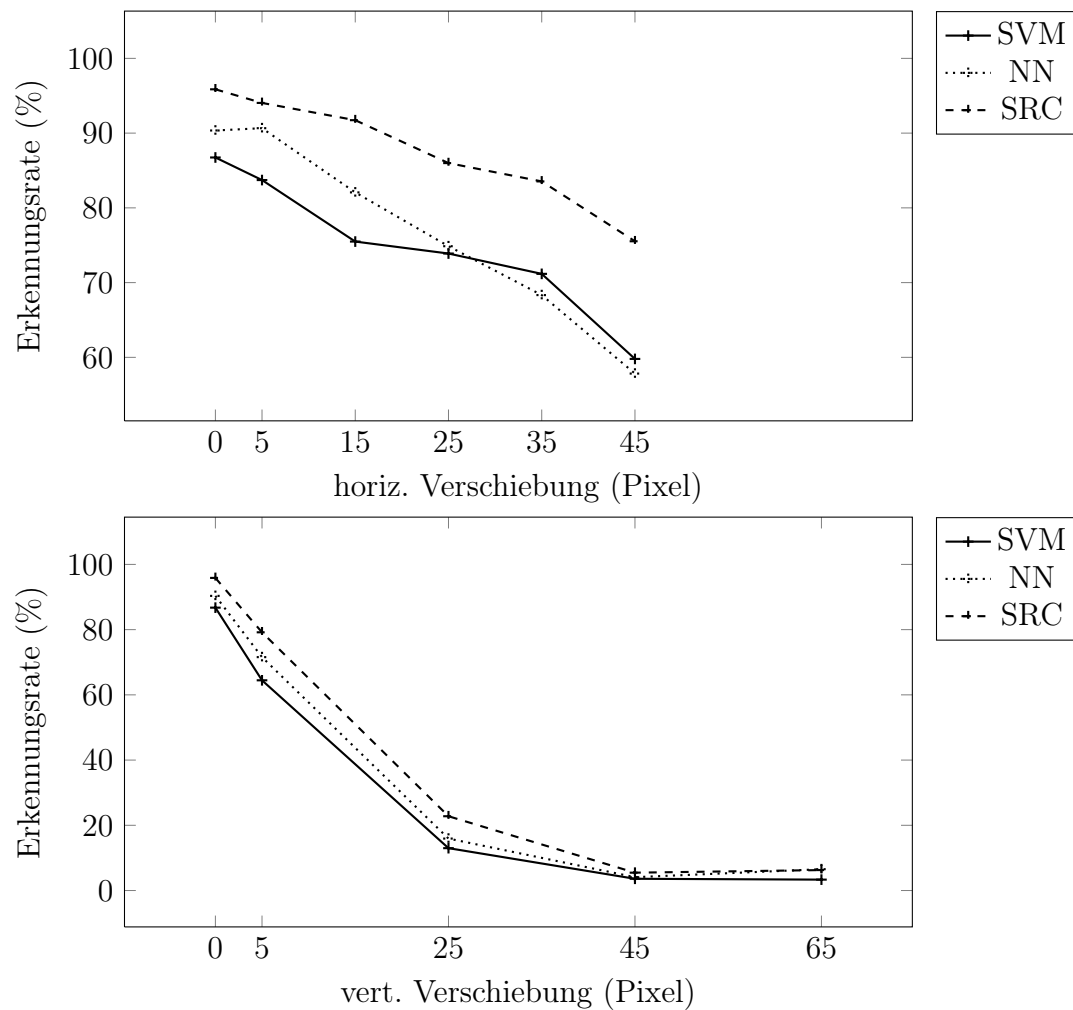 100
90
80
70
60
Erkennungsrate (%)
0 5 15 25 35 45
horiz. Verschiebung (Pixel)
SVM
NN
SRC
100
80
60
40
20
0
Erkennungsrate (%)
0 5 25 45 65
vert. Verschiebung (Pixel)
SVM
NN
SRC